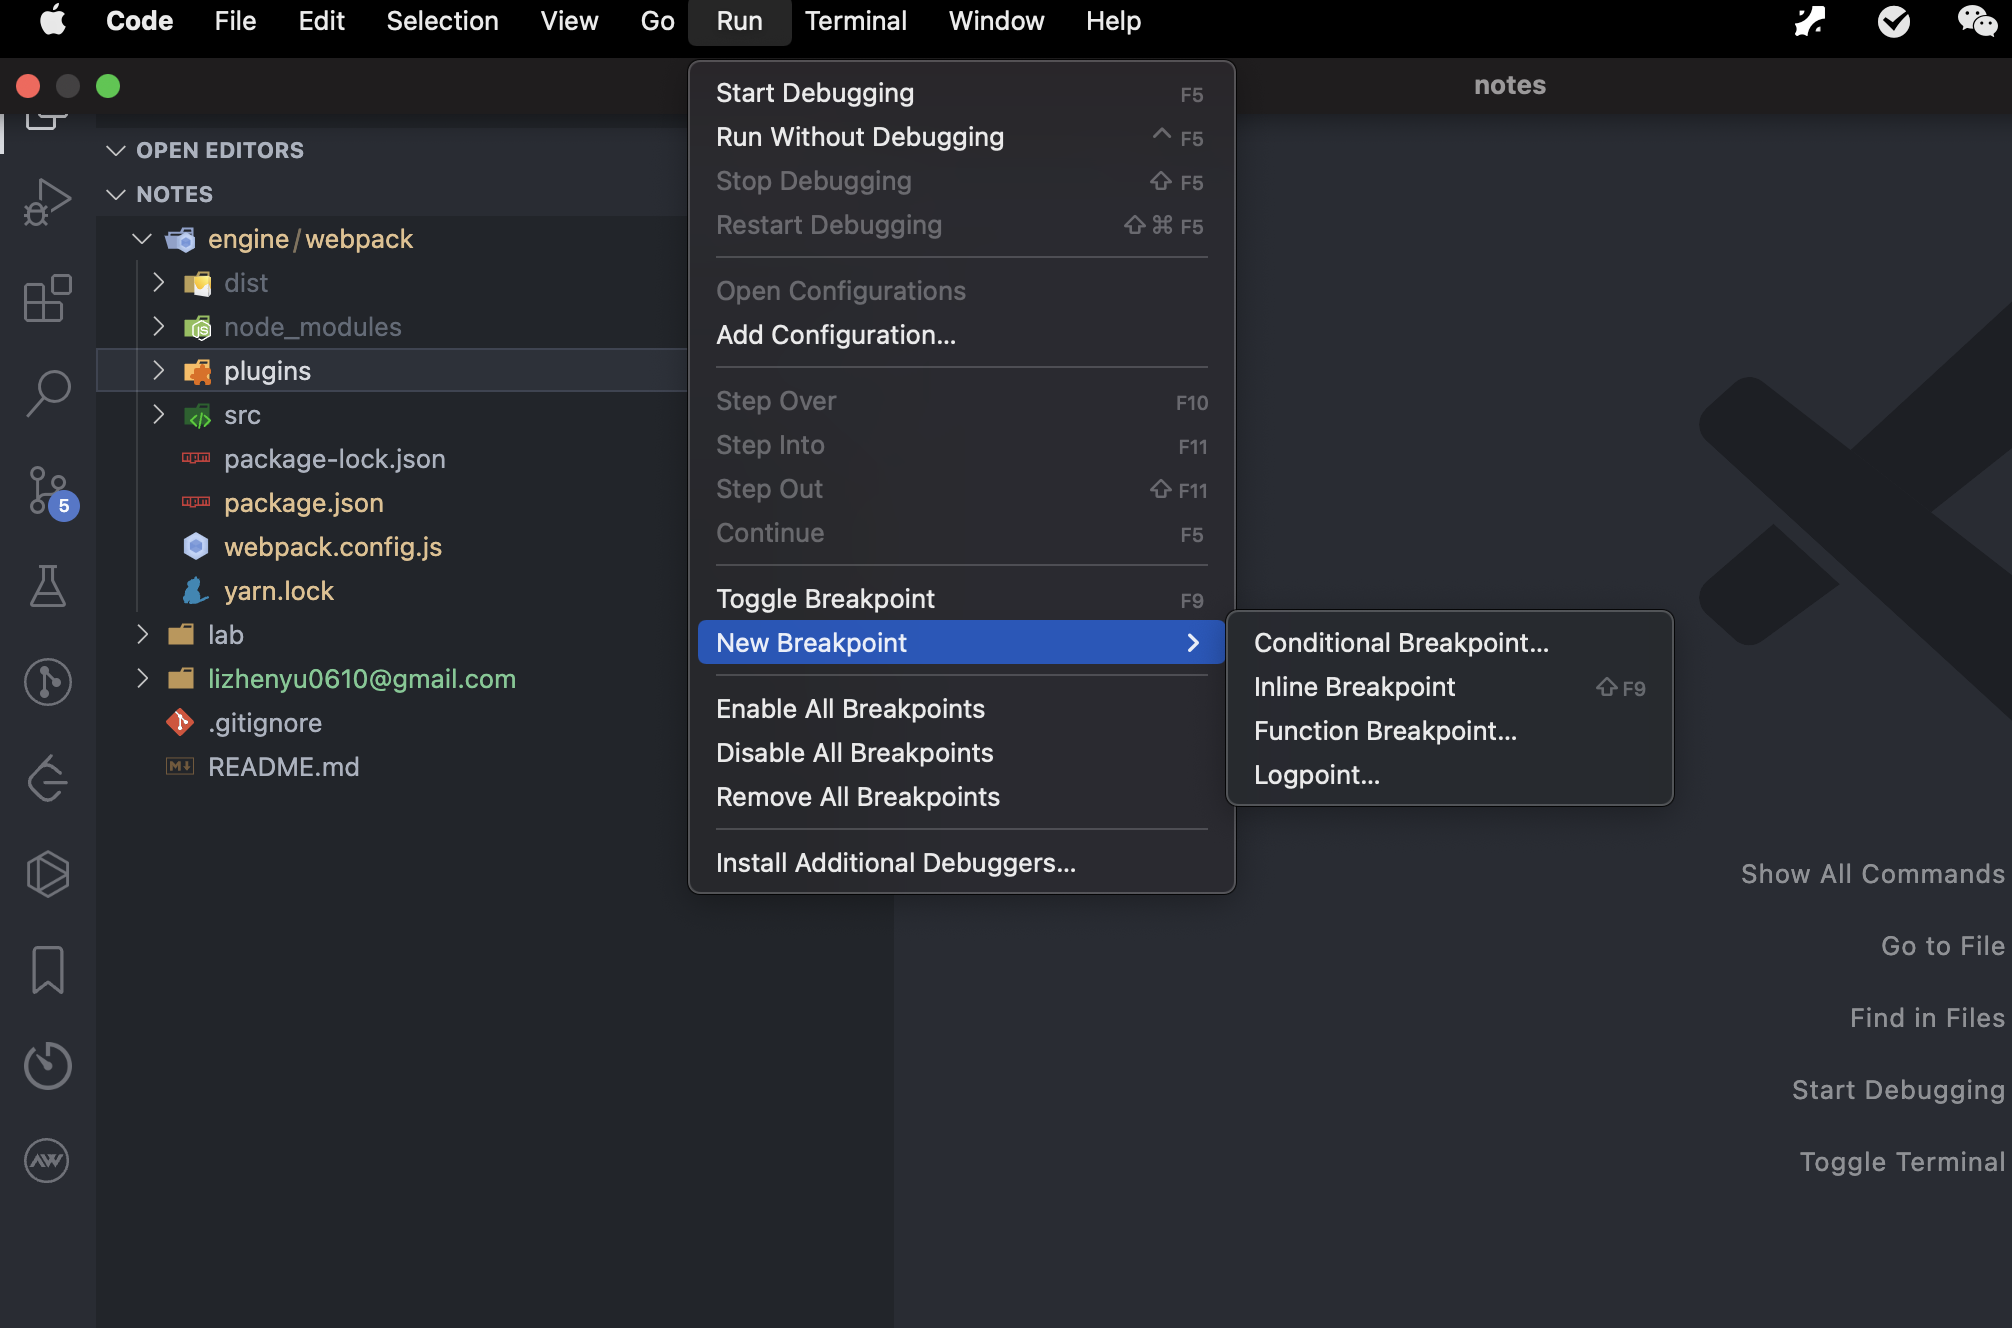 Code File Edit Selection View Go Run Terminal Window Help
notes
OPEN EDITORS
NOTES
engine/webpack
dist
node_modules
plugins
src
package-lock.json
package.json
webpack.config.js
yarn.lock
lab
lizhenyu0610@gmail.com
.gitignore
README.md
5
Start Debugging F5
Run Without Debugging ^ F5
Stop Debugging ⇧ F5
Restart Debugging ⇧ ⌘ F5
Open Configurations
Add Configuration...
Step Over F10
Step Into F11
Step Out ⇧ F11
Continue F5
Toggle Breakpoint F9
New Breakpoint
Enable All Breakpoints
Disable All Breakpoints
Remove All Breakpoints
Install Additional Debuggers...
Conditional Breakpoint...
Inline Breakpoint ⇧ F9
Function Breakpoint...
Logpoint...
Show All Commands
Go to File
Find in Files
Start Debugging
Toggle Terminal